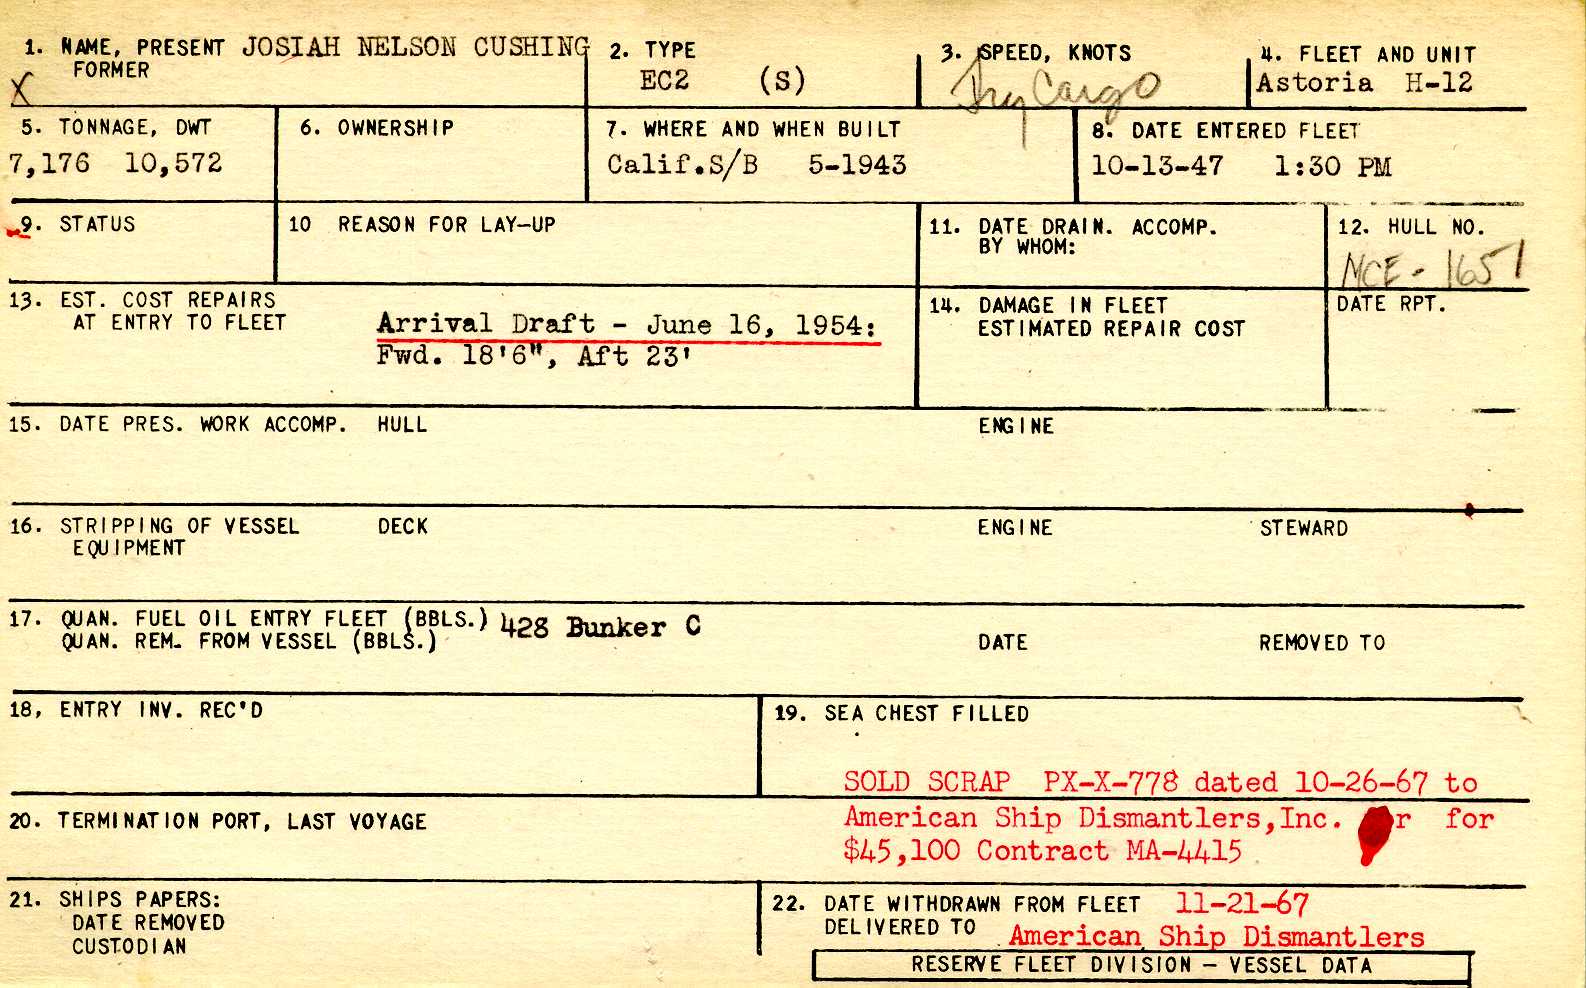 1. NAME, PRESENT JOSIAH NELSON CUSHING
FORMER
X
2. TYPE
EC2 (S)
3. SPEED, KNOTS
Dry Cargo
4. FLEET AND UNIT
Astoria H-12
5. TONNAGE, DWT
7,176 10,572
6. OWNERSHIP
7. WHERE AND WHEN BUILT
Calif.S/B 5-1943
8. DATE ENTERED FLEET
10-13-47 1:30 PM
9. STATUS
10 REASON FOR LAY-UP
11. DATE DRAIN. ACCOMP.
BY WHOM:
12. HULL NO.
MCE-1651
13. EST. COST REPAIRS
AT ENTRY TO FLEET
Arrival Draft - June 16, 1954:
Fwd. 18'6", Aft 23'
14. DAMAGE IN FLEET
ESTIMATED REPAIR COST
DATE RPT.
15. DATE PRES. WORK ACCOMP. HULL ENGINE
16. STRIPPING OF VESSEL DECK ENGINE STEWARD
EQUIPMENT
17. QUAN. FUEL OIL ENTRY FLEET (BBLS.) 428 Bunker C
QUAN. REM. FROM VESSEL (BBLS.) DATE REMOVED TO
18, ENTRY INV. REC'D
19. SEA CHEST FILLED
SOLD SCRAP PX-X-778 dated 10-26-67 to
American Ship Dismantlers,Inc. for
$45,100 Contract MA-4415
20. TERMINATION PORT, LAST VOYAGE
21. SHIPS PAPERS:
DATE REMOVED
CUSTODIAN
22. DATE WITHDRAWN FROM FLEET 11-21-67
DELIVERED TO American Ship Dismantlers
RESERVE FLEET DIVISION – VESSEL DATA